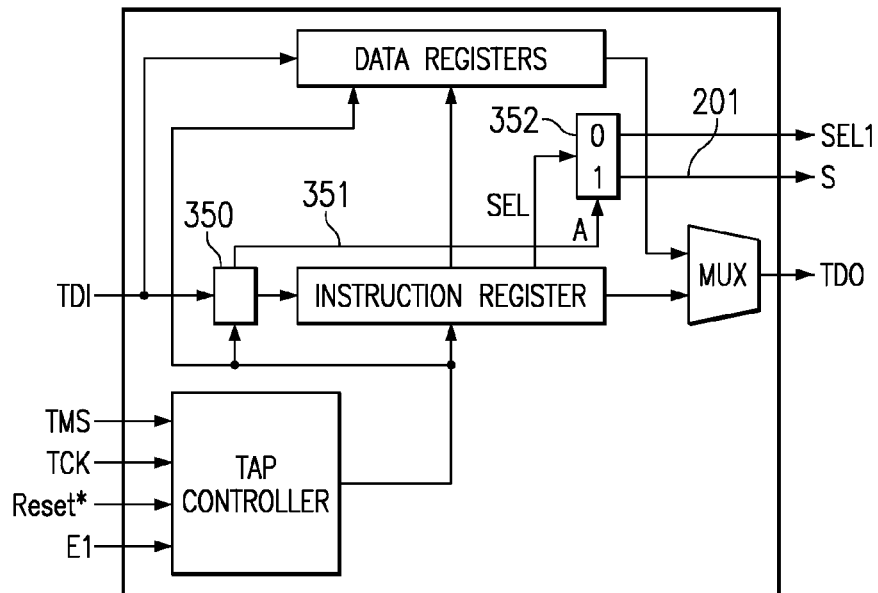 DATA REGISTERS
352
0
1
201
SEL1
S
SEL
A
350
351
TDI
INSTRUCTION REGISTER
MUX
TDO
TMS
TCK
Reset*
E1
TAP
CONTROLLER